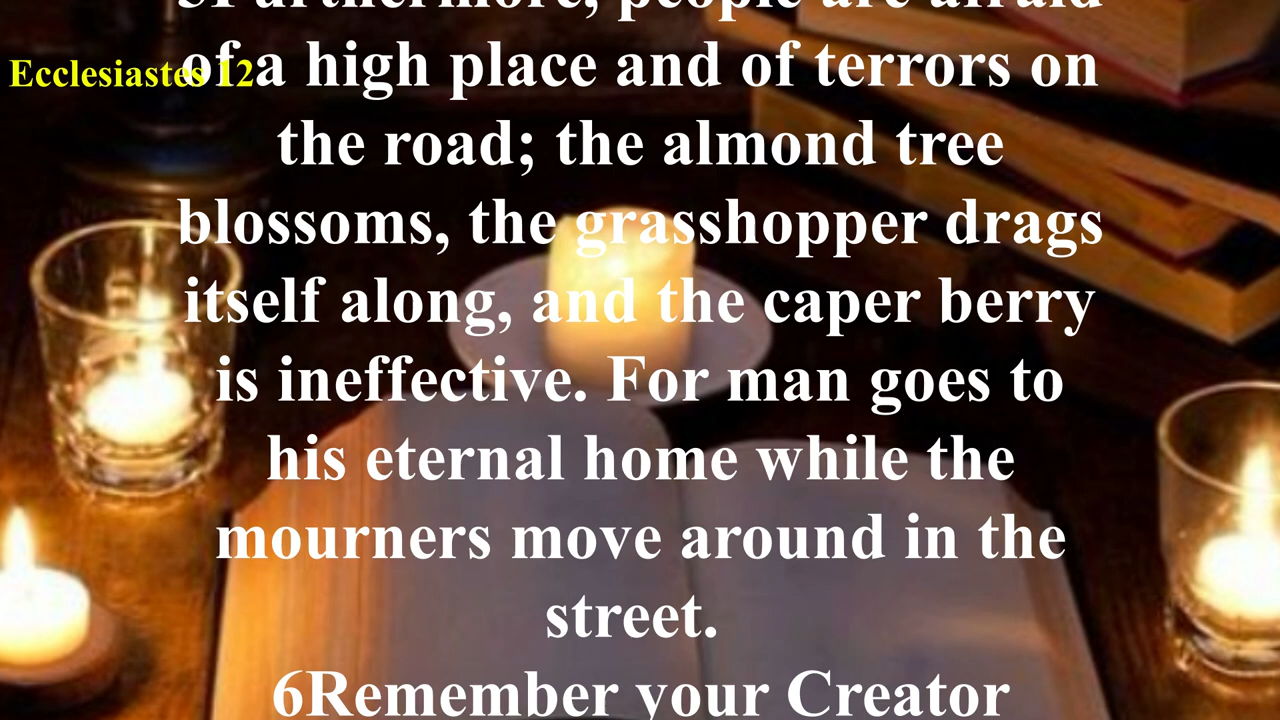 5Furthermore, people are afraid
Ecclesiastes 12
of a high place and of terrors on
the road; the almond tree
blossoms, the grasshopper drags
itself along, and the caper berry
is ineffective. For man goes to
his eternal home while the
mourners move around in the
street.
6Remember your Creator